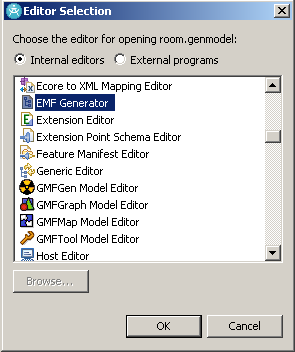 Editor Selection
Choose the editor for opening room.genmodel:
Internal editors External programs
Ecore to XML Mapping Editor
EMF Generator
Extension Editor
Extension Point Schema Editor
Feature Manifest Editor
Generic Editor
GMFGen Model Editor
GMFGraph Model Editor
GMFMap Model Editor
GMFTool Model Editor
Host Editor
Browse...
OK Cancel